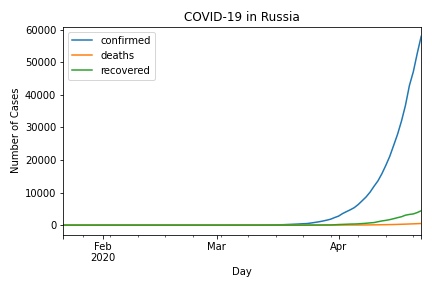 COVID-19 in Russia
confirmed
deaths
recovered
Number of Cases
60000
50000
40000
30000
20000
10000
0
Feb
2020
Mar
Apr
Day